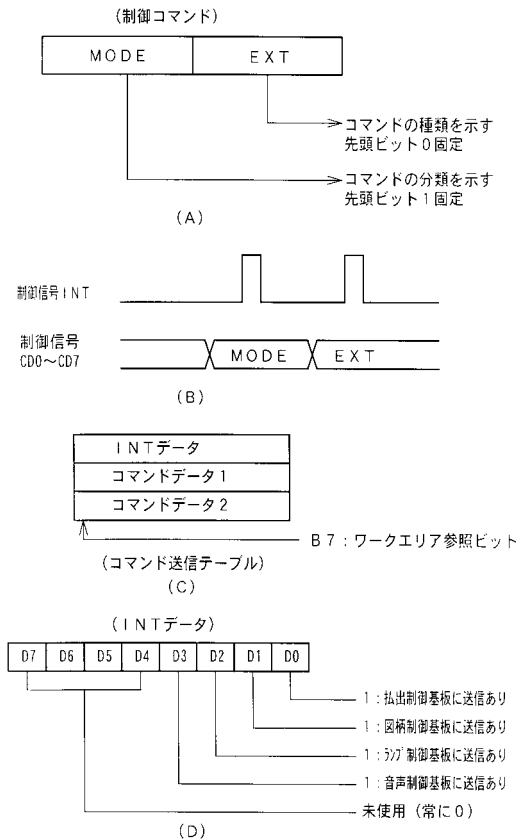 (制御コマンド)
MODE EXT
コマンドの種類を示す
先頭ビット0固定
コマンドの分類を示す
先頭ビット1固定
(A)
制御信号INT
制御信号
CD0～CD7
MODE EXT
(B)
INTデータ
コマンドデータ1
コマンドデータ2
B7:ワークエリア参照ビット
(コマンド送信テーブル)
(C)
(INTデータ)
D7 D6 D5 D4 D3 D2 D1 D0
1:払出制御基板に送信あり
1:図柄制御基板に送信あり
1:ランプ制御基板に送信あり
1:音声制御基板に送信あり
未使用(常に0)
(D)